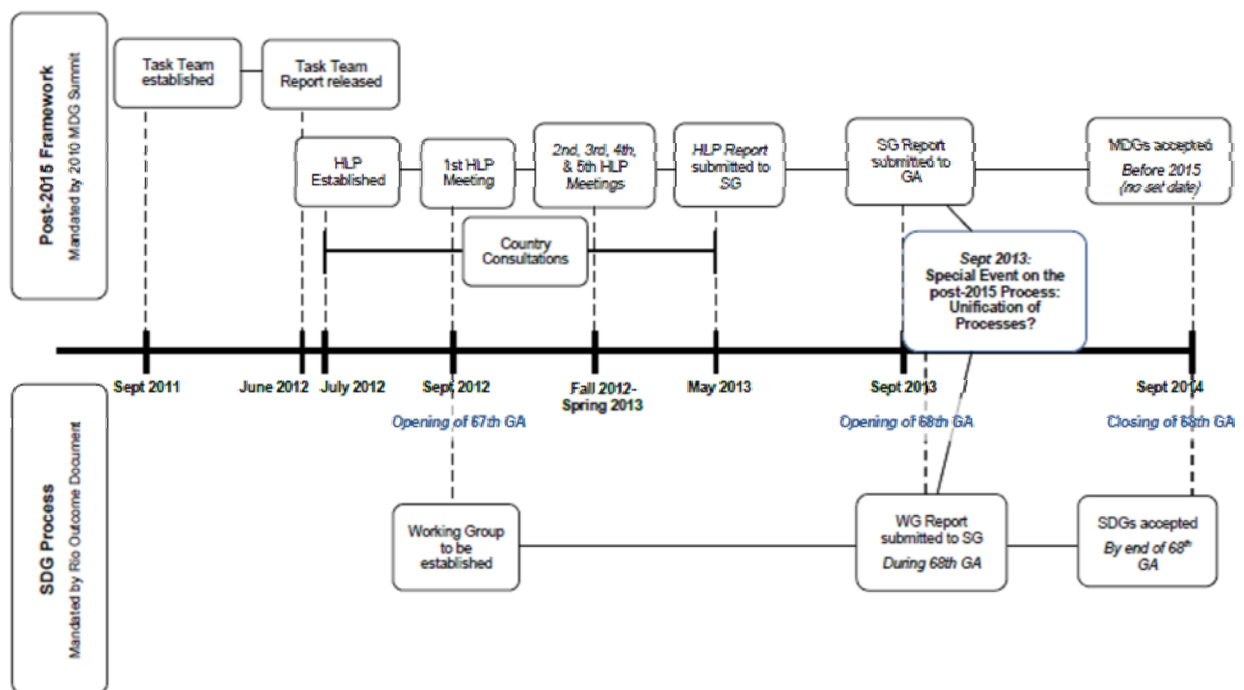 Post-2015 Framework
Mandated by 2010 MDG Summit
Task Team
established
Task Team
Report released
HLP
Established
1st HLP
Meeting
2nd, 3rd, 4th,
& 5th HLP
Meetings
HLP Report
submitted to
SG
SG Report
submitted to
GA
MDGs accepted
Before 2015
(no set date)
Country
Consultations
Sept 2013:
Special Event on the
post-2015 Process:
Unification of
Processes?
Sept 2011
June 2012
July 2012
Sept 2012
Fall 2012-
Spring 2013
May 2013
Sept 2013
Sept 2014
Opening of 67th GA
Opening of 68th GA
Closing of 68th GA
SDG Process
Mandated by Rio Outcome Document
Working Group
to be
established
WG Report
submitted to SG
During 68th GA
SDGs accepted
By end of 68th
GA